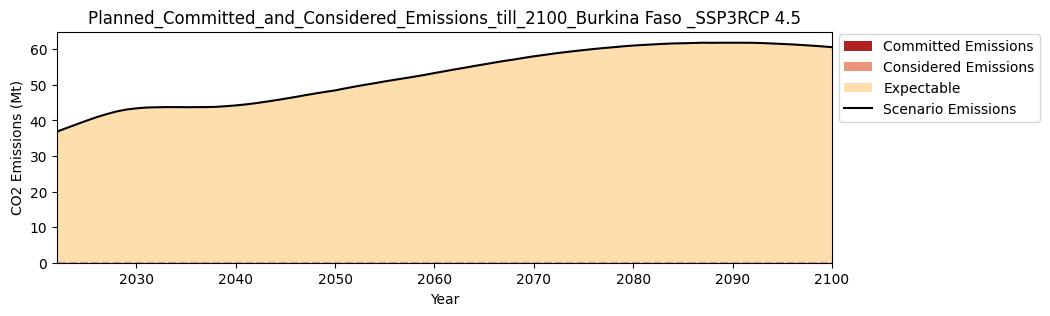 Planned_Committed_and_Considered_Emissions_till_2100_Burkina Faso _SSP3RCP 4.5
Committed Emissions
Considered Emissions
Expectable
Scenario Emissions
CO2 Emissions (Mt)
60
50
40
30
20
10
0
2030 2040 2050 2060 2070 2080 2090 2100
Year